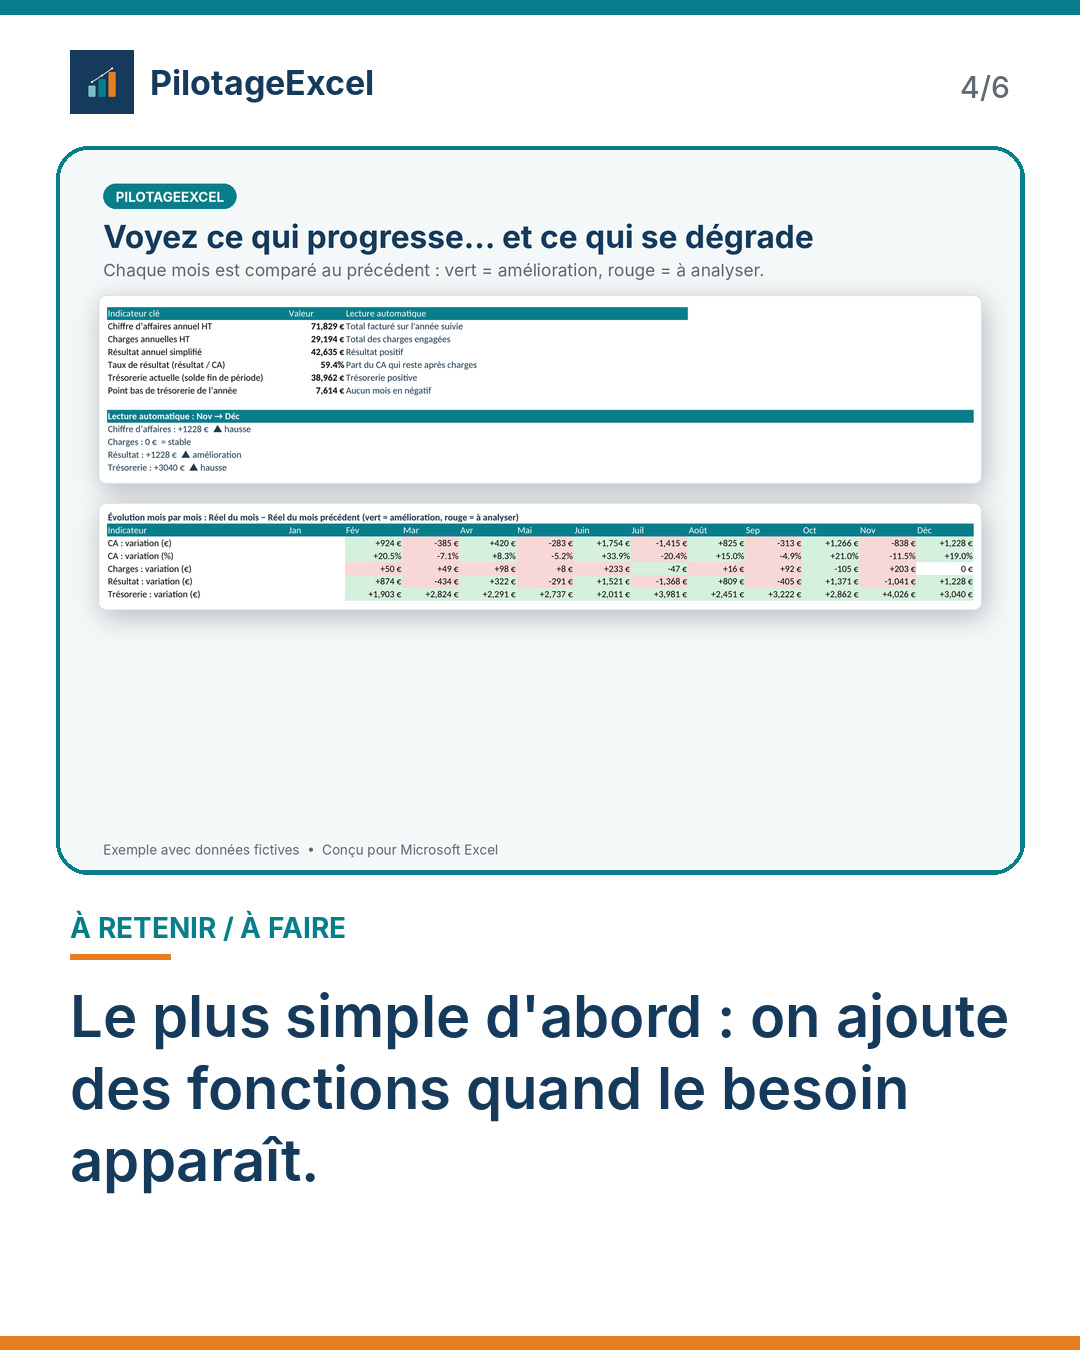 PilotageExcel
4/6
PILOTAGEEXCEL
Voyez ce qui progresse... et ce qui se dégrade
Chaque mois est comparé au précédent : vert = amélioration, rouge = à analyser.
Indicateur clé Valeur Lecture automatique
Chiffre d'affaires annuel HT 71,829 € Total facturé sur l'année suivie
Charges annuelles HT 29,194 € Total des charges engagées
Résultat annuel simplifié 42,635 € Résultat positif
Taux de résultat (résultat / CA) 59.4% Part du CA qui reste après charges
Trésorerie actuelle (solde fin de période) 38,962 € Trésorerie positive
Point bas de trésorerie de l'année 7,614 € Aucun mois en négatif
Lecture automatique : Nov → Déc
Chiffre d'affaires : +1228 € ▲ hausse
Charges : 0 € = stable
Résultat : +1228 € ▲ amélioration
Trésorerie : +3040 € ▲ hausse
Évolution mois par mois : Réel du mois − Réel du mois précédent (vert = amélioration, rouge = à analyser)
Indicateur Jan Fév Mar Avr Mai Juin Juil Août Sep Oct Nov Déc
CA : variation (€) +924 € -385 € +420 € -283 € +1,754 € -1,415 € +825 € -313 € +1,266 € -838 € +1,228 €
CA : variation (%) +20.5% -7.1% +8.3% -5.2% +33.9% -20.4% +15.0% -4.9% +21.0% -11.5% +19.0%
Charges : variation (€) +50 € +49 € +98 € +8 € +233 € -47 € +16 € +92 € -105 € +203 € 0 €
Résultat : variation (€) +874 € -434 € +322 € -291 € +1,521 € -1,368 € +809 € -405 € +1,371 € -1,041 € +1,228 €
Trésorerie : variation (€) +1,903 € +2,824 € +2,291 € +2,737 € +2,011 € +3,981 € +2,451 € +3,222 € +2,862 € +4,026 € +3,040 €
Exemple avec données fictives • Conçu pour Microsoft Excel
À RETENIR / À FAIRE
Le plus simple d'abord : on ajoute
des fonctions quand le besoin
apparaît.